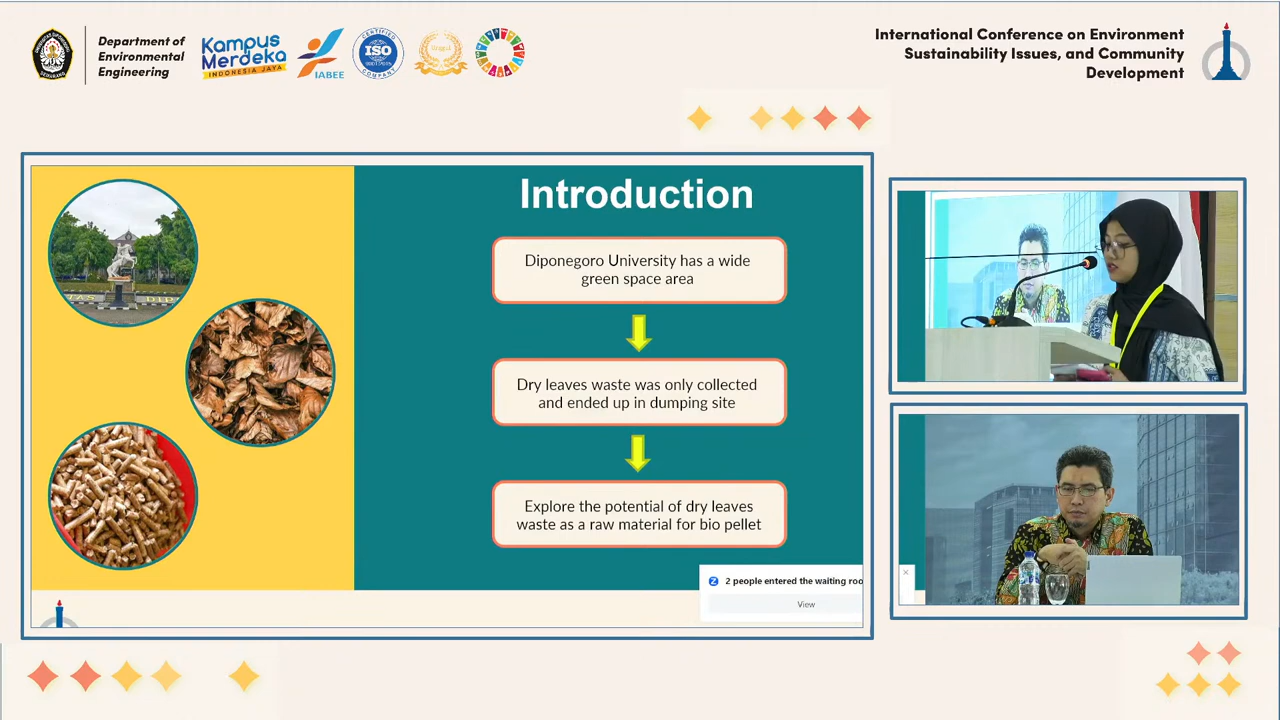 Department of
Environmental
Engineering
Kampus
Merdeka
INDONESIA JAYA
IABEE
CERTIFIED
ISO
COMPANY
International Conference on Environment
Sustainability Issues, and Community
Development
Introduction
Diponegoro University has a wide
green space area
Dry leaves waste was only collected
and ended up in dumping site
Explore the potential of dry leaves
waste as a raw material for bio pellet
2 people entered the waiting roo
View